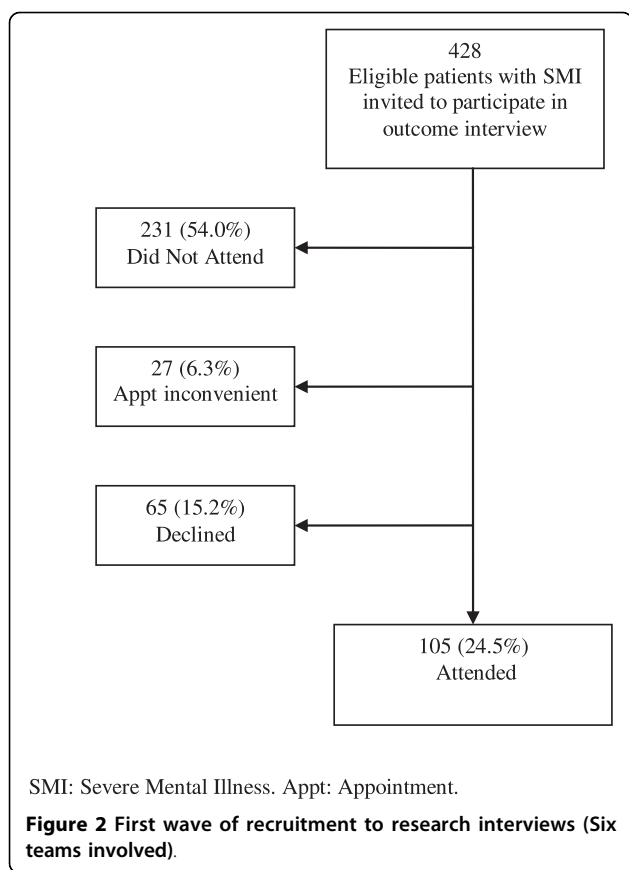 428
Eligible patients with SMI
invited to participate in
outcome interview
231 (54.0%)
Did Not Attend
27 (6.3%)
Appt inconvenient
65 (15.2%)
Declined
105 (24.5%)
Attended
SMI: Severe Mental Illness. Appt: Appointment.
Figure 2 First wave of recruitment to research interviews (Six
teams involved).